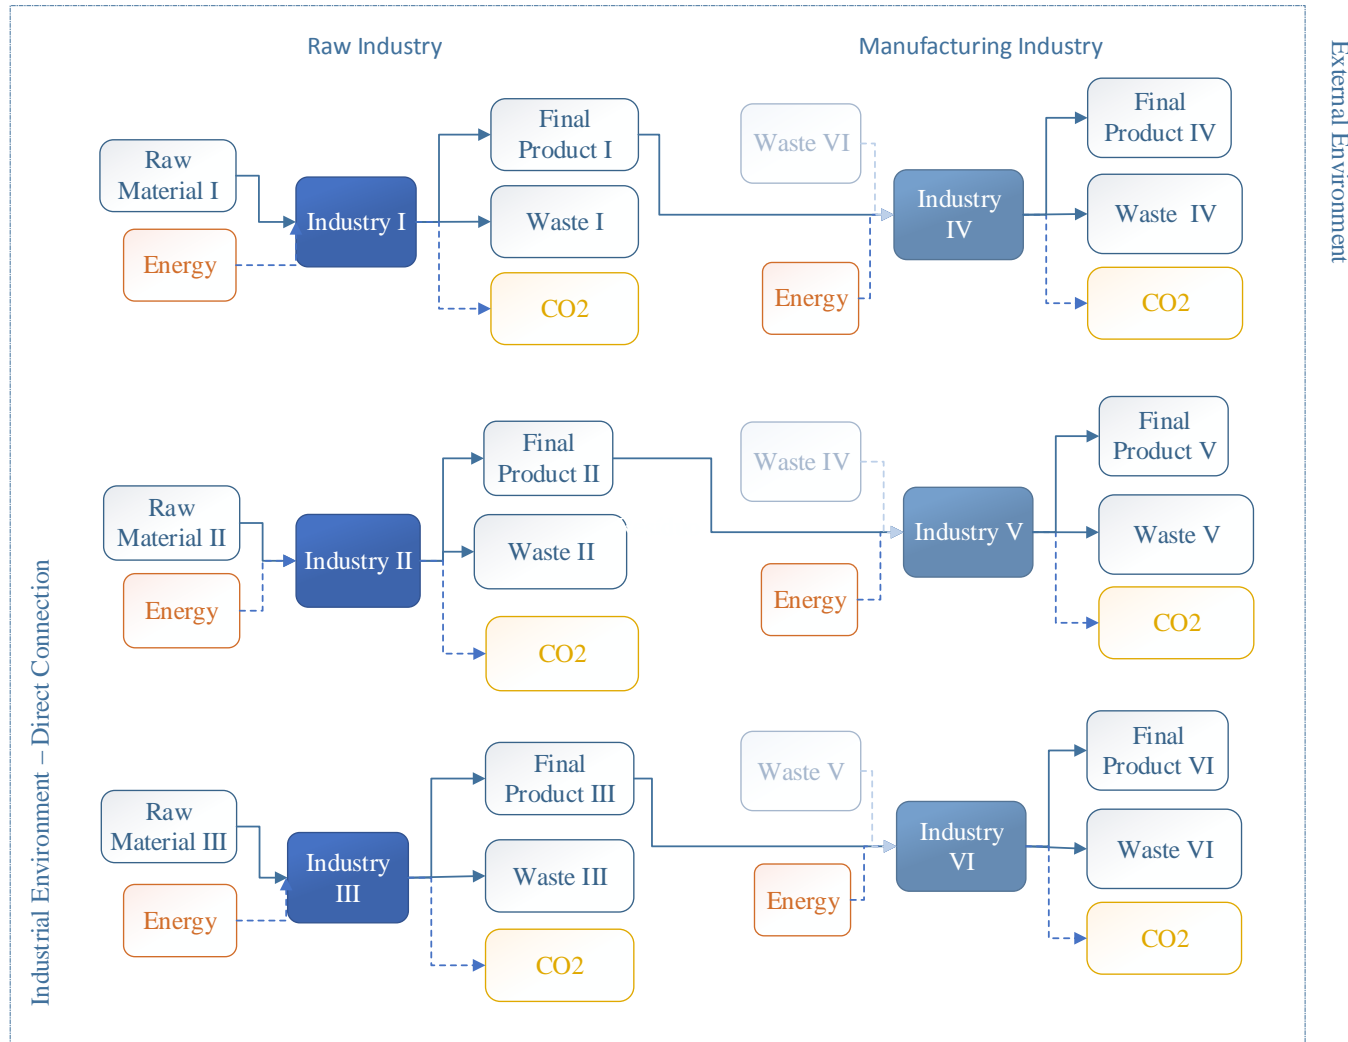 Raw Industry
Manufacturing Industry
External Environment
Industrial Environment – Direct Connection
Raw
Material I
Energy
Industry I
Final
Product I
Waste I
CO2
Waste VI
Energy
Industry
IV
Final
Product IV
Waste  IV
CO2
Raw
Material II
Energy
Industry II
Final
Product II
Waste II
CO2
Waste IV
Energy
Industry V
Final
Product V
Waste V
CO2
Raw
Material III
Energy
Industry
III
Final
Product III
Waste III
CO2
Waste V
Energy
Industry
VI
Final
Product VI
Waste VI
CO2